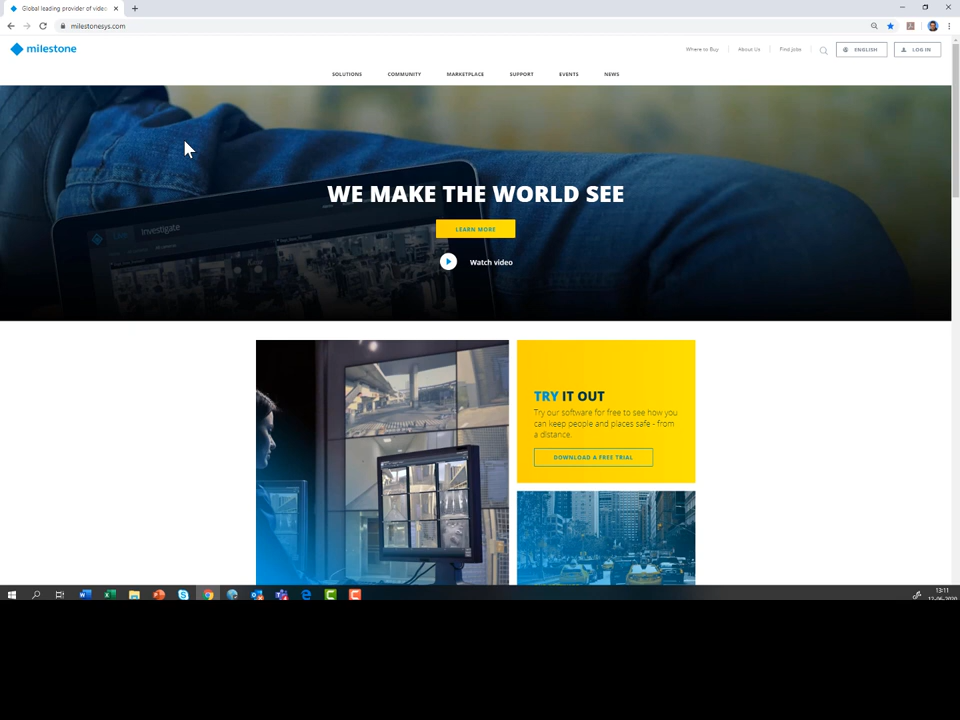 Global leading provider of video
milestonesys.com
milestone
Where to Buy
About Us
Find Jobs
ENGLISH
LOG IN
SOLUTIONS
COMMUNITY
MARKETPLACE
SUPPORT
EVENTS
NEWS
Live
Investigate
WE MAKE THE WORLD SEE
LEARN MORE
Watch video
TRY IT OUT
Try our software for free to see how you
can keep people and places safe - from
a distance.
DOWNLOAD A FREE TRIAL
13:11